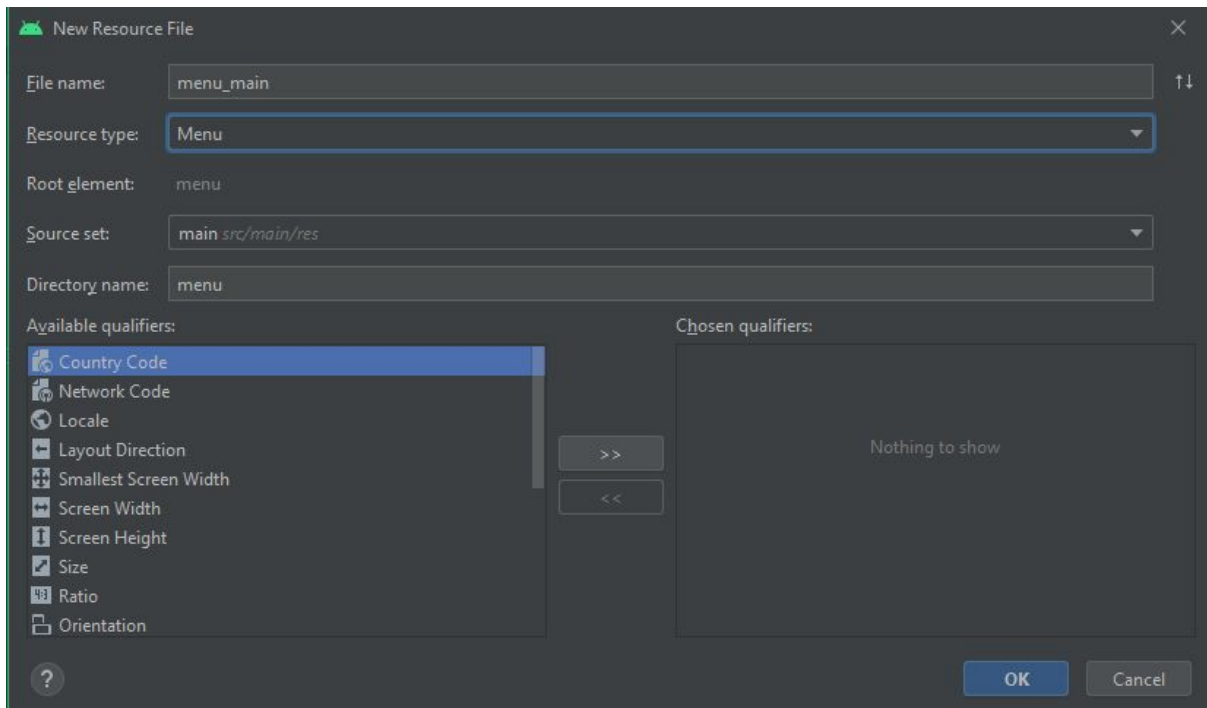 New Resource File
File name: menu_main
Resource type: Menu
Root element: menu
Source set: main src/main/res
Directory name: menu
Available qualifiers:
Country Code
Network Code
Locale
Layout Direction
Smallest Screen Width
Screen Width
Screen Height
Size
Ratio
Orientation
>>
<<
Chosen qualifiers:
Nothing to show
?
OK Cancel